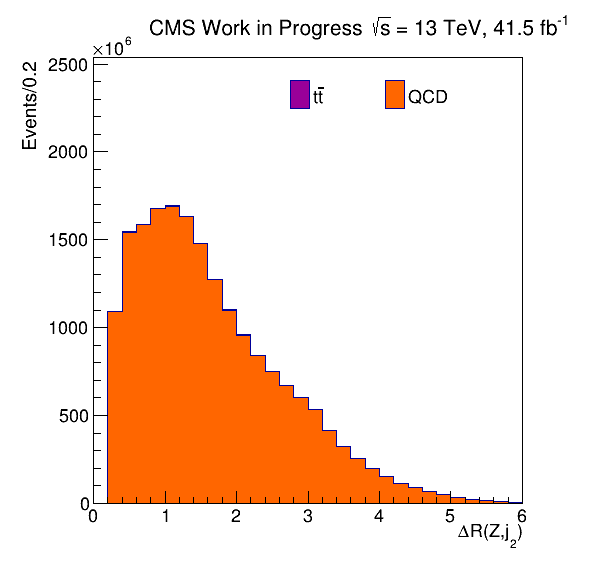 CMS Work in Progress √s = 13 TeV, 41.5 fb⁻¹
×10⁶
Events/0.2
tt̄
QCD
2500
2000
1500
1000
500
0
0 1 2 3 4 5 6
ΔR(Z,j₂)